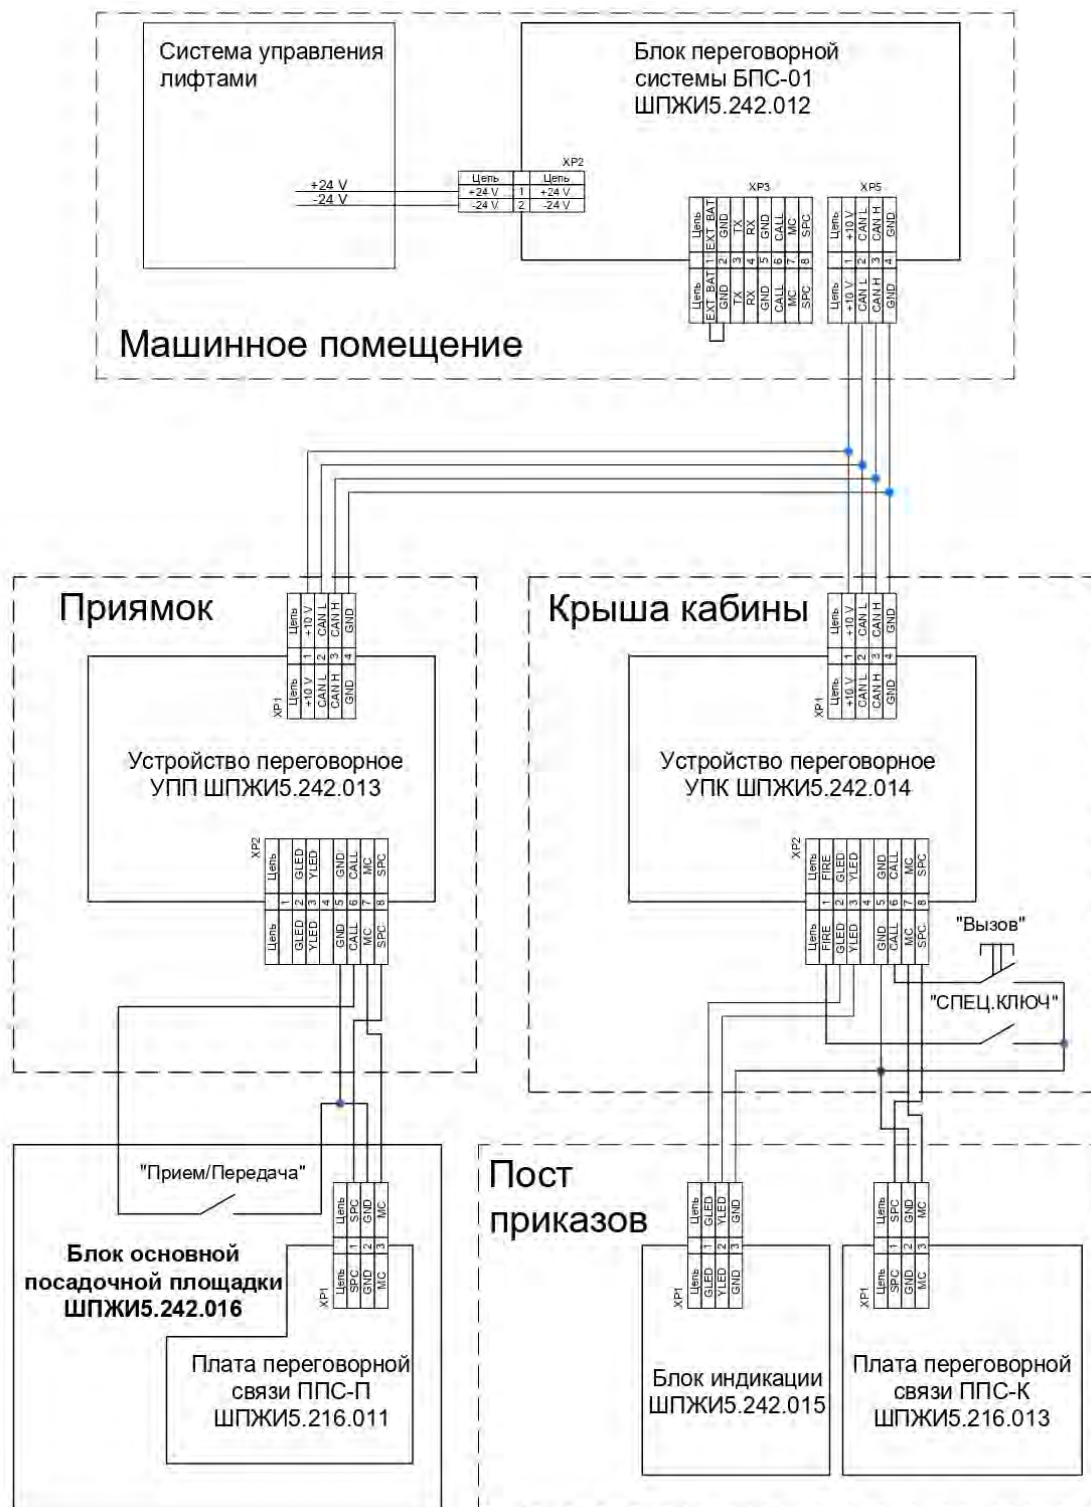 Система управления
лифтами
+24 V
-24 V
Блок переговорной
системы БПС-01
ШПЖИ5.242.012
XP2
Цепь Цепь
+24 V 1 +24 V
-24 V 2 -24 V
XP3
Цепь Цепь
EXT_BAT 1 EXT_BAT
GND 2 GND
TX 3 TX
RX 4 RX
GND 5 GND
CALL 6 CALL
MC 7 MC
SPC 8 SPC
XP5
Цепь Цепь
+10 V 1 +10 V
CAN L 2 CAN L
CAN H 3 CAN H
GND 4 GND
Машинное помещение
Приямок
XP1
Цепь Цепь
+10 V 1 +10 V
CAN L 2 CAN L
CAN H 3 CAN H
GND 4 GND
Устройство переговорное
УПП ШПЖИ5.242.013
XP2
Цепь Цепь
1
GLED 2 GLED
YLED 3 YLED
4
GND 5 GND
CALL 6 CALL
MC 7 MC
SPC 8 SPC
Крыша кабины
XP1
Цепь Цепь
+10 V 1 +10 V
CAN L 2 CAN L
CAN H 3 CAN H
GND 4 GND
Устройство переговорное
УПК ШПЖИ5.242.014
XP2
Цепь Цепь
FIRE 1 FIRE
GLED 2 GLED
YLED 3 YLED
4
GND 5 GND
CALL 6 CALL
MC 7 MC
SPC 8 SPC
"Вызов"
"СПЕЦ.КЛЮЧ"
"Прием/Передача"
Блок основной
посадочной площадки
ШПЖИ5.242.016
XP1
Цепь Цепь
SPC 1 SPC
GND 2 GND
MC 3 MC
Плата переговорной
связи ППС-П
ШПЖИ5.216.011
Пост
приказов
XP1
Цепь Цепь
GLED 1 GLED
YLED 2 YLED
GND 3 GND
Блок индикации
ШПЖИ5.242.015
XP1
Цепь Цепь
SPC 1 SPC
GND 2 GND
MC 3 MC
Плата переговорной
связи ППС-К
ШПЖИ5.216.013